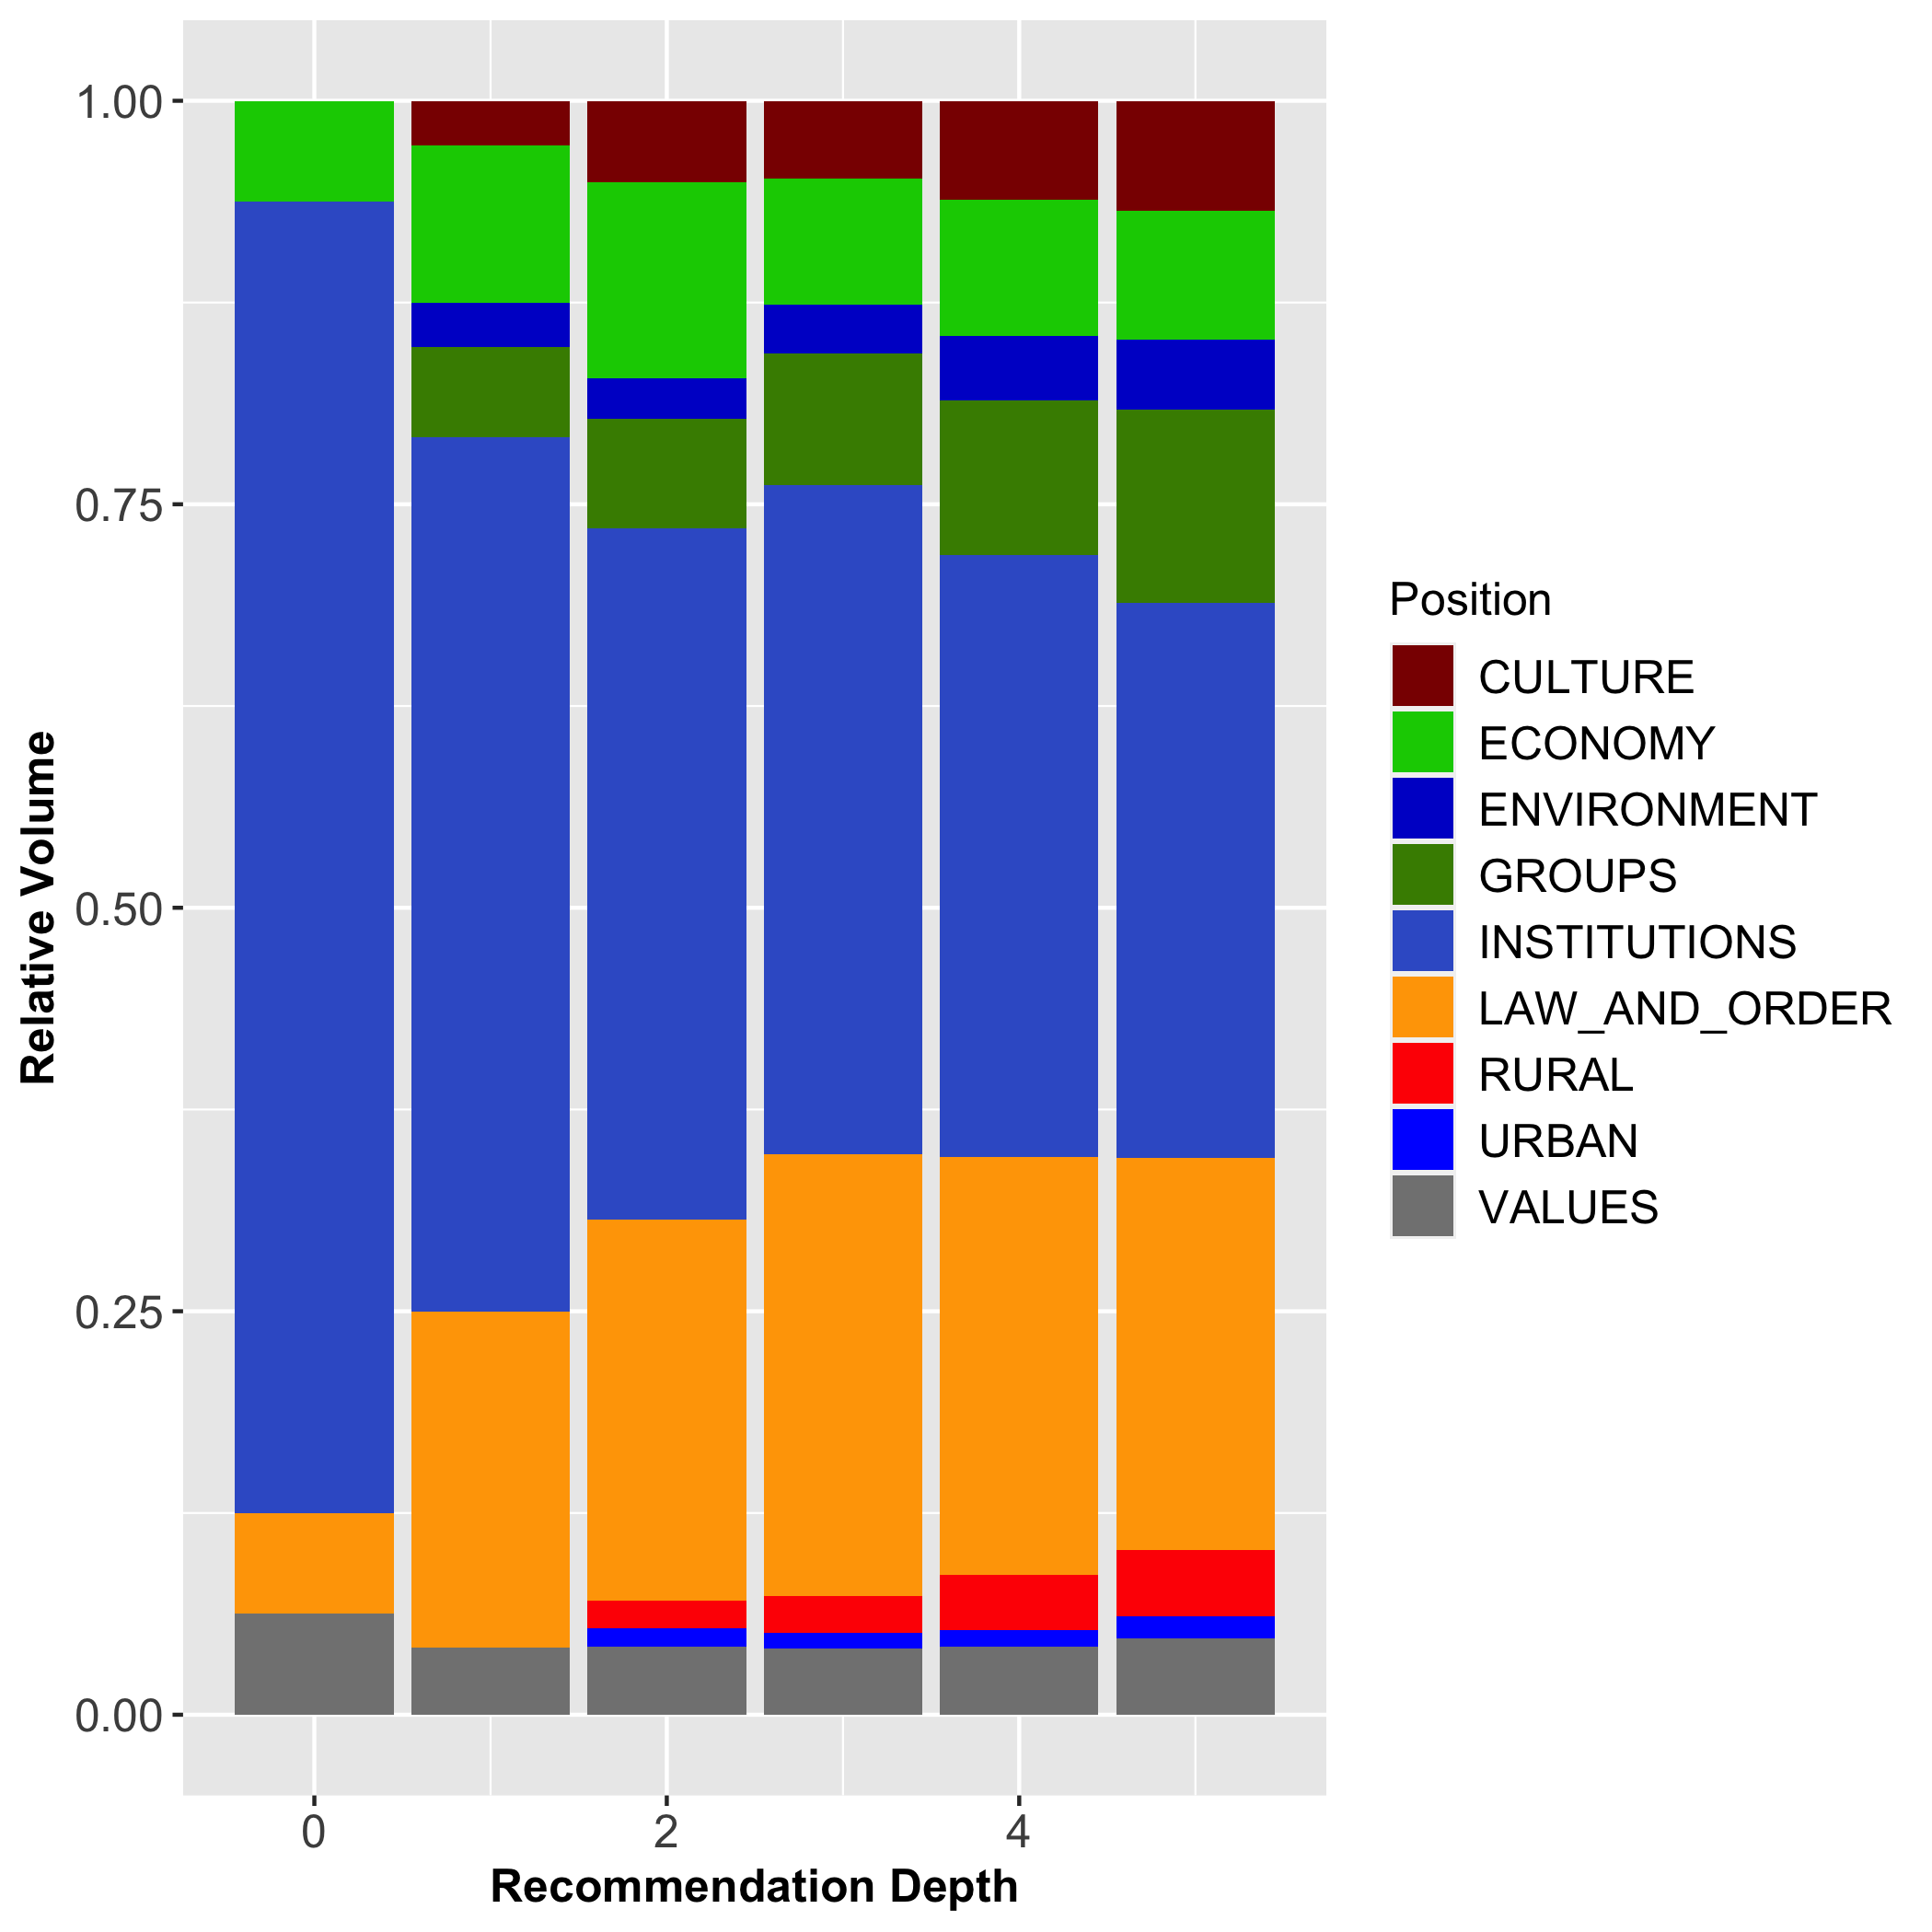 1.00
0.75
0.50
0.25
0.00
Relative Volume
0
2
4
Recommendation Depth
Position
CULTURE
ECONOMY
ENVIRONMENT
GROUPS
INSTITUTIONS
LAW_AND_ORDER
RURAL
URBAN
VALUES